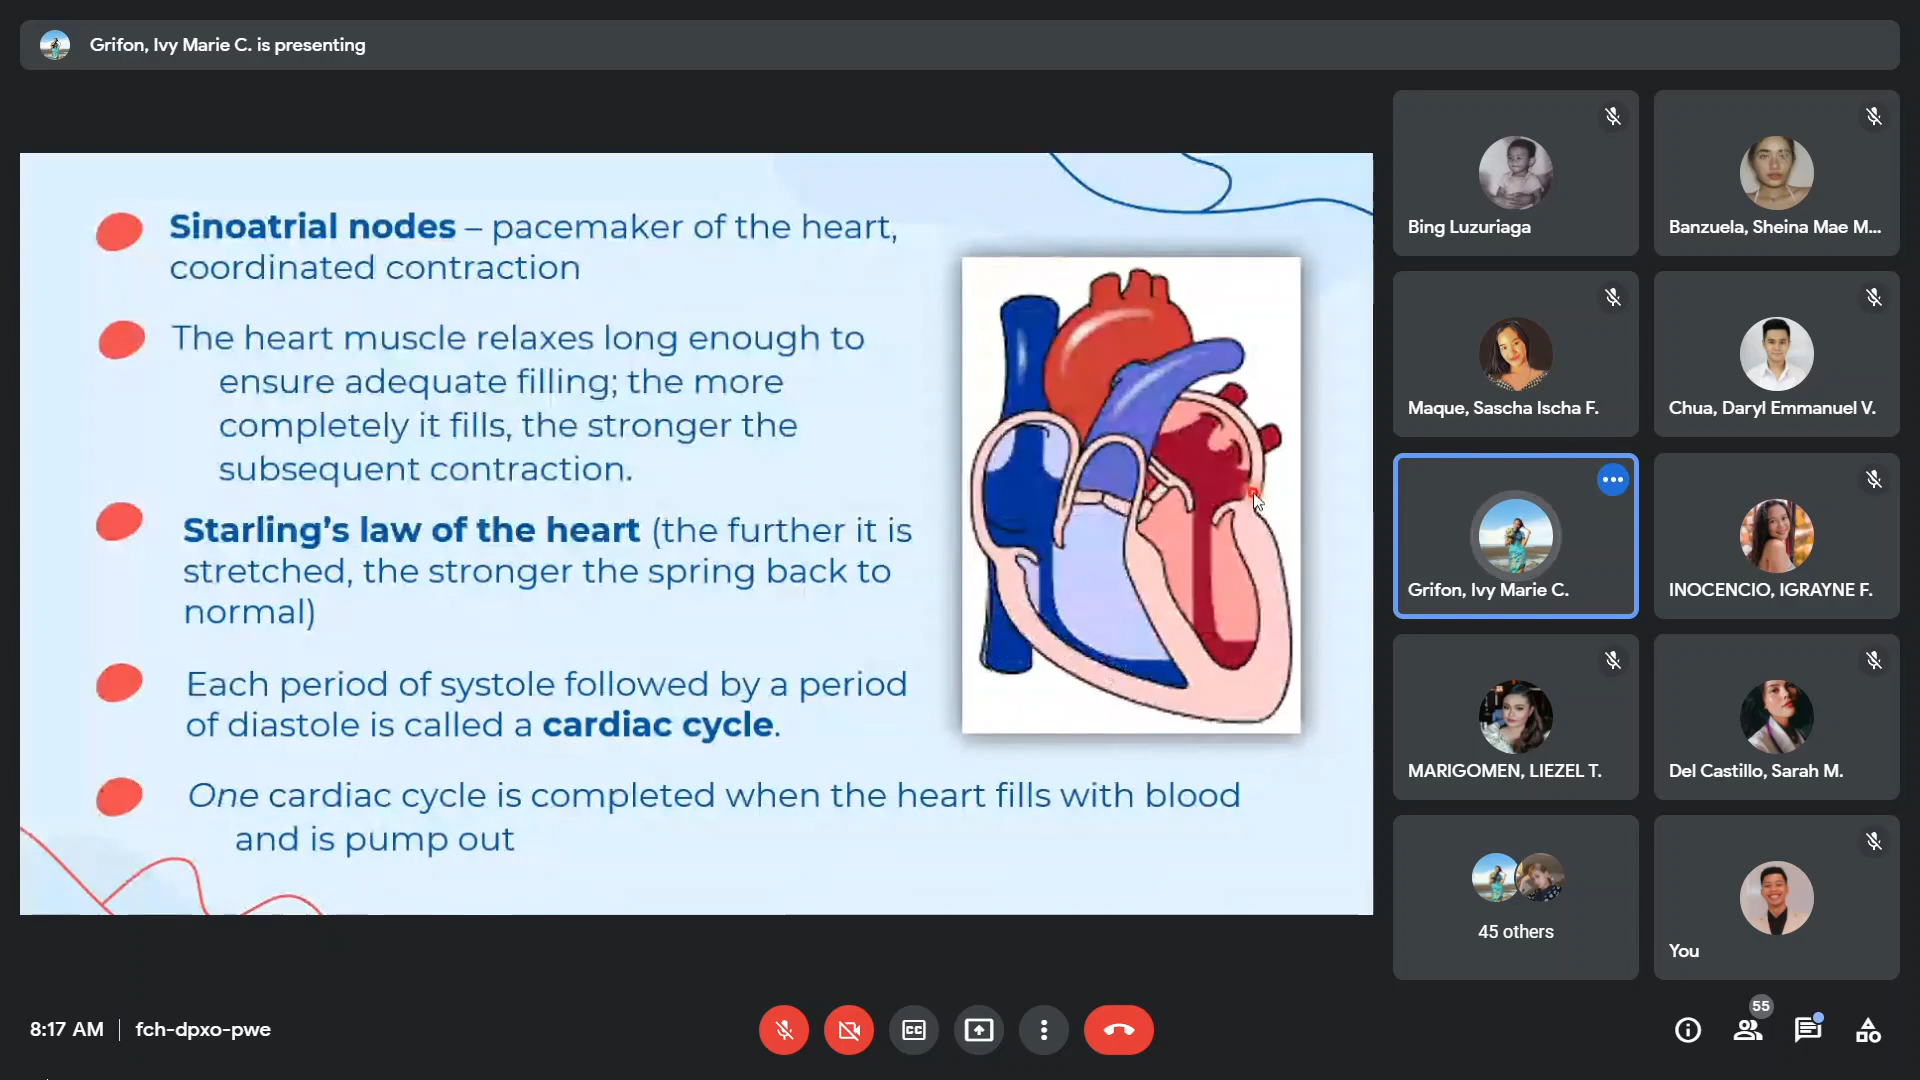 Grifon, Ivy Marie C. is presenting
Sinoatrial nodes – pacemaker of the heart,
coordinated contraction
The heart muscle relaxes long enough to
ensure adequate filling; the more
completely it fills, the stronger the
subsequent contraction.
Starling’s law of the heart (the further it is
stretched, the stronger the spring back to
normal)
Each period of systole followed by a period
of diastole is called a cardiac cycle.
One cardiac cycle is completed when the heart fills with blood
and is pump out
Bing Luzuriaga
Banzuela, Sheina Mae M...
Maque, Sascha Ischa F.
Chua, Daryl Emmanuel V.
Grifon, Ivy Marie C.
INOCENCIO, IGRAYNE F.
MARIGOMEN, LIEZEL T.
Del Castillo, Sarah M.
45 others
You
8:17 AM
fch-dpxo-pwe
CC
55